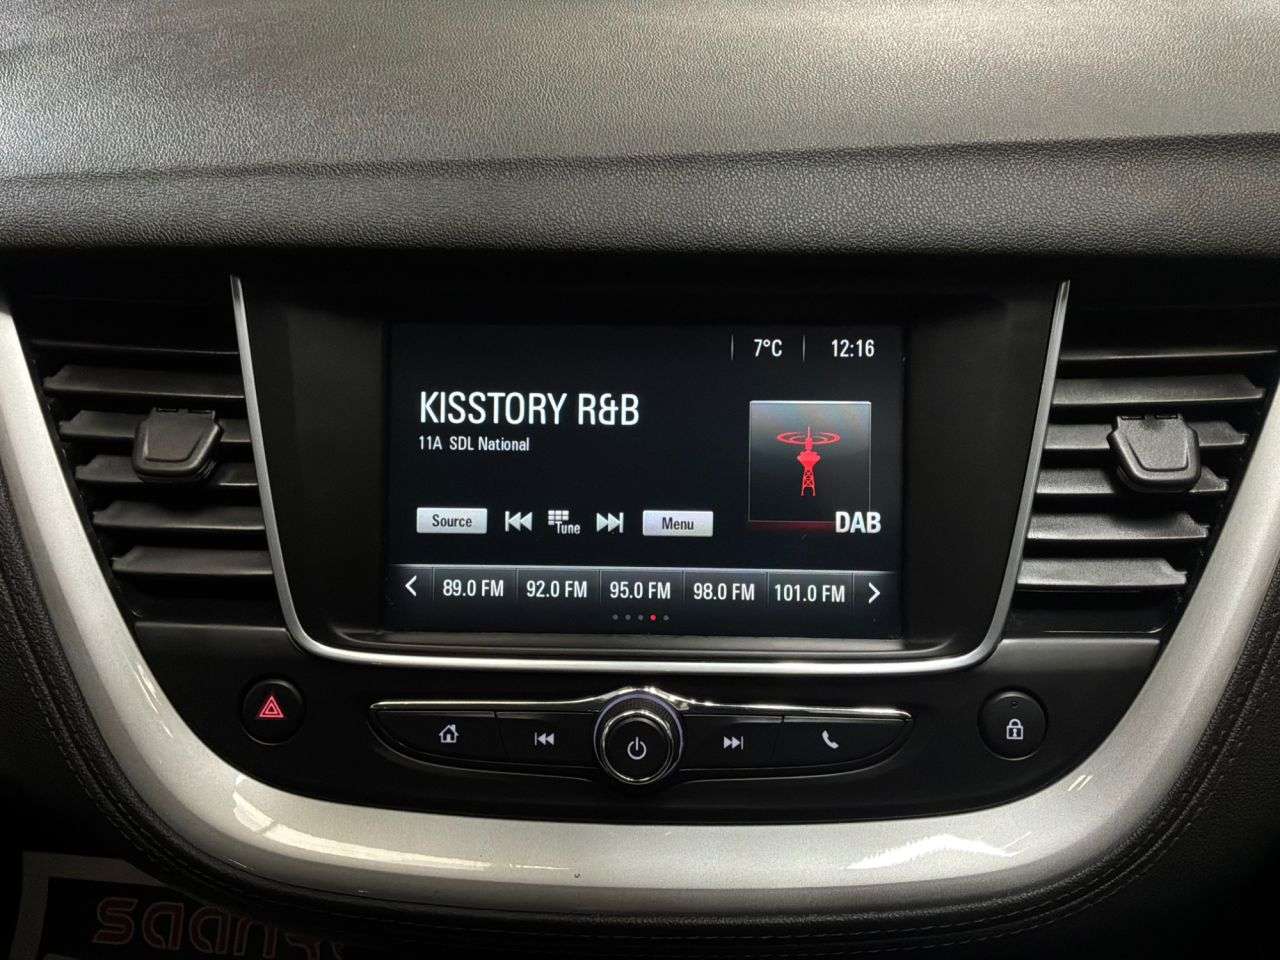 7°C 12:16
KISSTORY R&B
11A SDL National
Source Tune Menu
DAB
89.0 FM 92.0 FM 95.0 FM 98.0 FM 101.0 FM